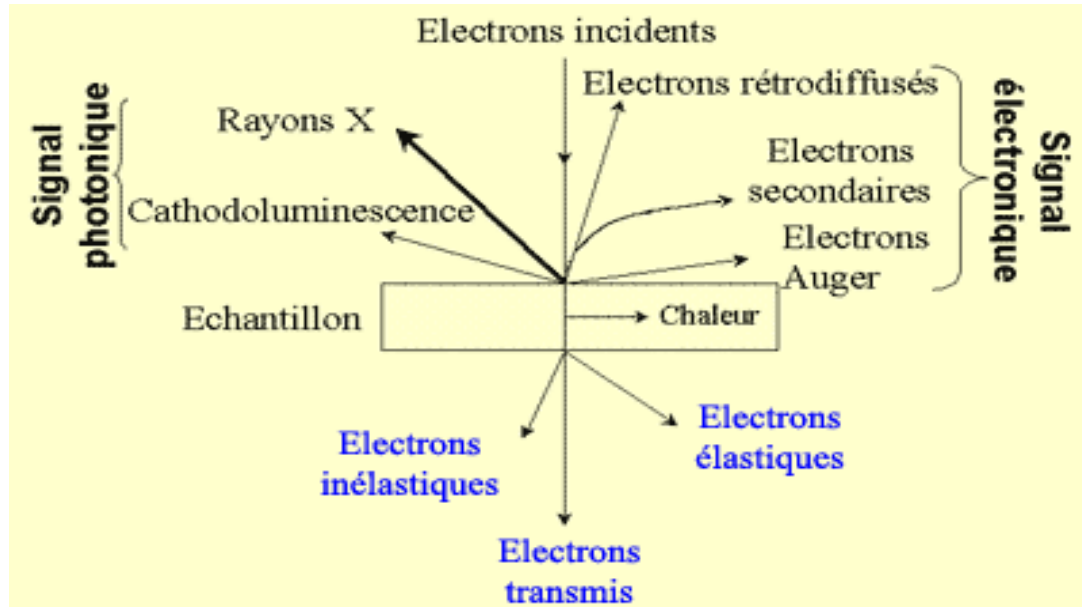 Electrons incidents
Electrons rétrodiffusés
Signal
photonique
Rayons X
Cathodoluminescence
Electrons
secondaires
Electrons
Auger
Signal
électronique
Echantillon
Chaleur
Electrons
inélastiques
Electrons
élastiques
Electrons
transmis